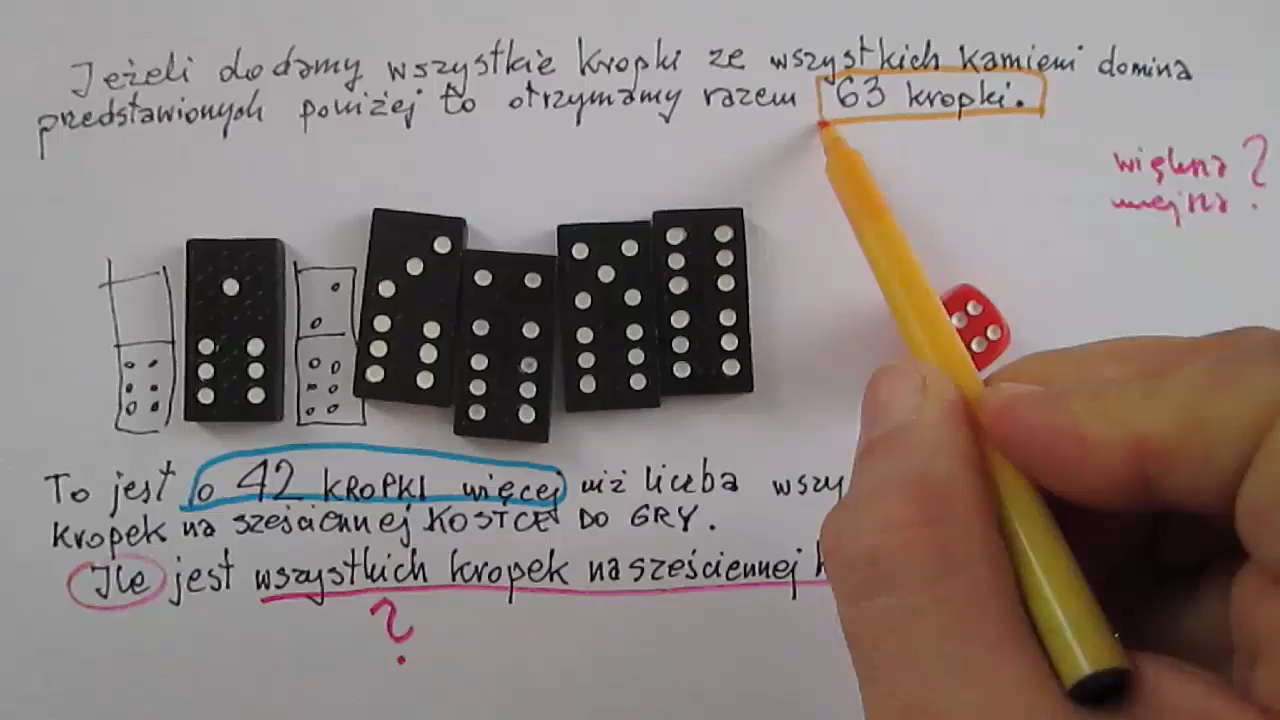 Jeżeli dodamy wszystkie kropki ze wszystkich kamieni domina
przedstawionych poniżej to otrzymamy razem 63 kropki.
większa ?
mniejsza
To jest o 42 KROPKI więcej niż liczba wszy
kropek na sześciennej KOSTCE DO GRY.
Ile jest wszystkich kropek na sześciennej k
?